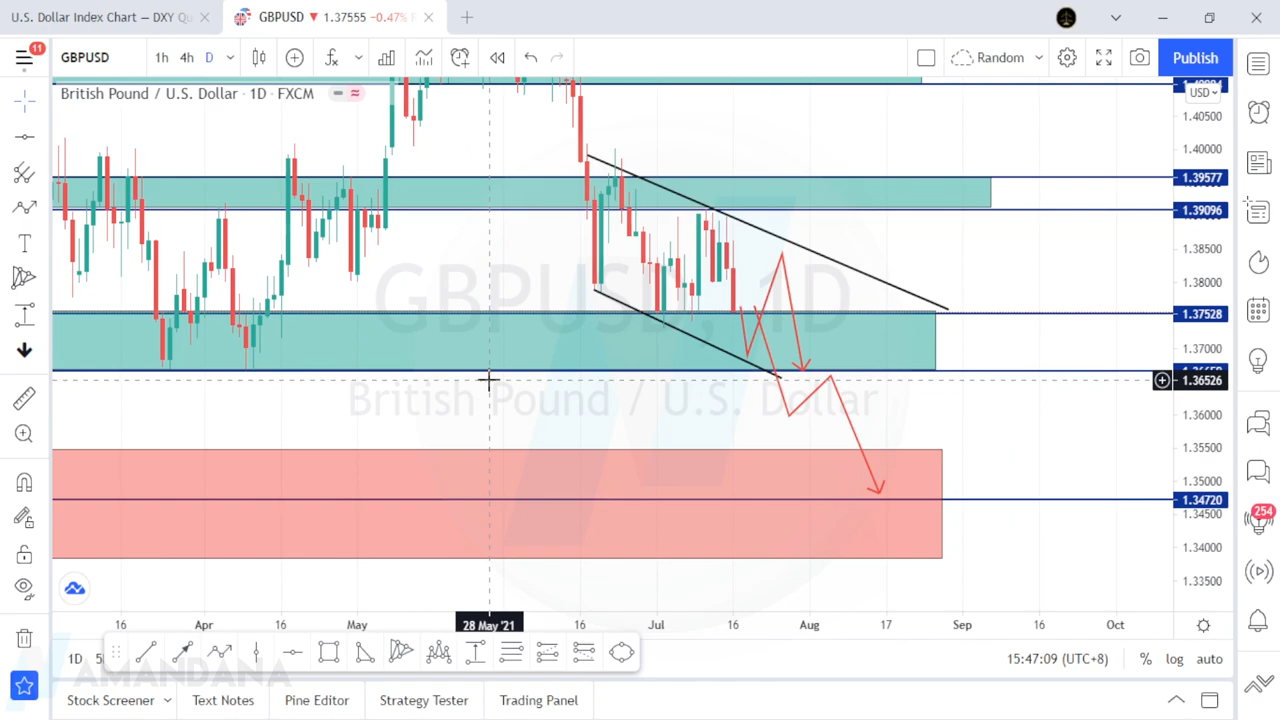 U.S. Dollar Index Chart — DXY Qu
GBPUSD ▼ 1.37555 −0.47%
11
GBPUSD
1h 4h D
Random
Publish
British Pound / U.S. Dollar · 1D · FXCM
USD
1.40500
1.40000
1.39577
1.39096
1.38500
1.38000
1.37528
1.37000
1.36526
1.36000
1.35500
1.35000
1.34720
1.34500
1.34000
1.33500
GBPUSD, 1D
British Pound / U.S. Dollar
254
16 Apr 16 May 28 May '21 16 Jul 16 Aug 17 Sep 16 Oct
1D
15:47:09 (UTC+8) % log auto
AMANDANA
Stock Screener Text Notes Pine Editor Strategy Tester Trading Panel